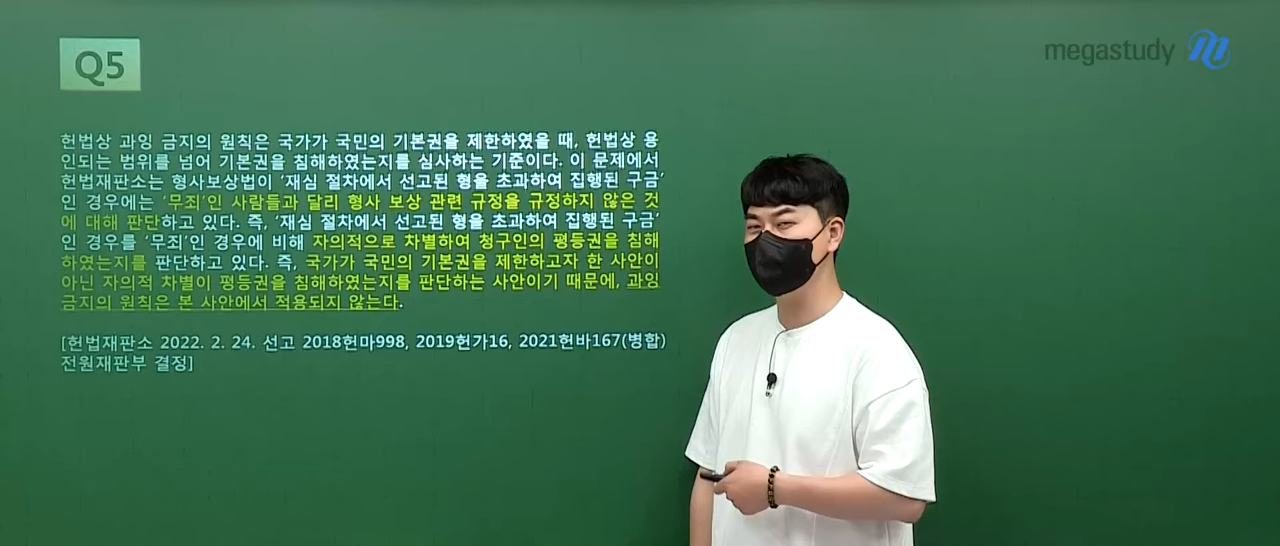 megastudy
Q5
헌법상 과잉 금지의 원칙은 국가가 국민의 기본권을 제한하였을 때, 헌법상 용
인되는 범위를 넘어 기본권을 침해하였는지를 심사하는 기준이다. 이 문제에서
헌법재판소는 형사보상법이 ‘재심 절차에서 선고된 형을 초과하여 집행된 구금’
인 경우에는 ‘무죄’인 사람들과 달리 형사 보상 관련 규정을 규정하지 않은 것
에 대해 판단하고 있다. 즉, ‘재심 절차에서 선고된 형을 초과하여 집행된 구금’
인 경우를 ‘무죄’인 경우에 비해 자의적으로 차별하여 청구인의 평등권을 침해
하였는지를 판단하고 있다. 즉, 국가가 국민의 기본권을 제한하고자 한 사안이
아닌 자의적 차별이 평등권을 침해하였는지를 판단하는 사안이기 때문에, 과잉
금지의 원칙은 본 사안에서 적용되지 않는다.
[헌법재판소 2022. 2. 24. 선고 2018헌마998, 2019헌가16, 2021헌바167(병합)
전원재판부 결정]